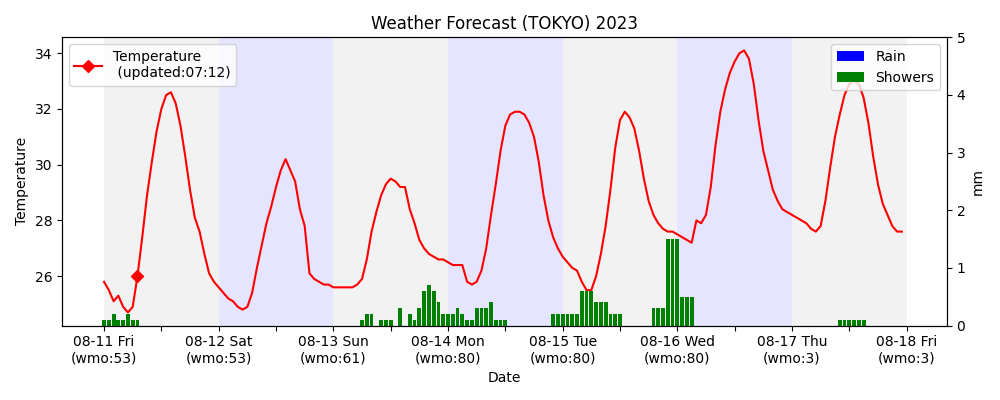 Weather Forecast (TOKYO) 2023
Temperature
(updated:07:12)
Rain
Showers
34
32
30
28
26
Temperature
5
4
3
2
1
0
mm
08-11 Fri
(wmo:53)
08-12 Sat
(wmo:53)
08-13 Sun
(wmo:61)
08-14 Mon
(wmo:80)
08-15 Tue
(wmo:80)
08-16 Wed
(wmo:80)
08-17 Thu
(wmo:3)
08-18 Fri
(wmo:3)
Date